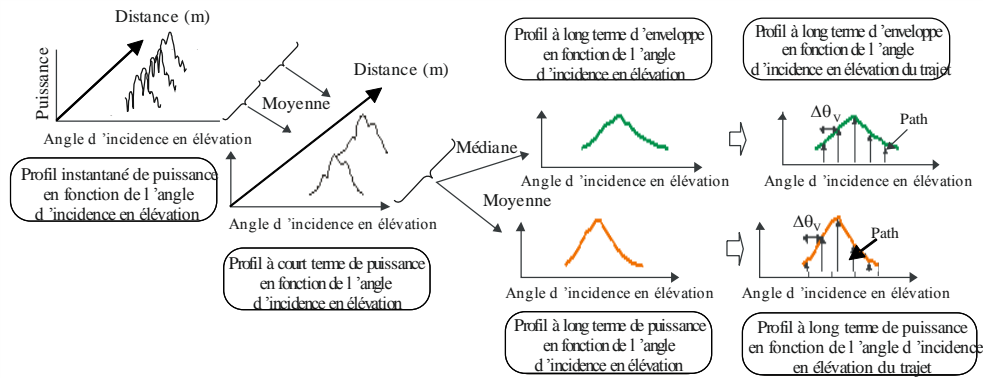 Distance (m)
Puissance
Angle d 'incidence en élévation
Profil instantané de puissance
en fonction de l 'angle
d 'incidence en élévation
Moyenne
Distance (m)
Angle d 'incidence en élévation
Profil à court terme de puissance
en fonction de l 'angle
d 'incidence en élévation
Médiane
Moyenne
Profil à long terme d 'enveloppe
en fonction de l 'angle
d 'incidence en élévation
Angle d 'incidence en élévation
Profil à long terme d 'enveloppe
en fonction de l 'angle
d 'incidence en élévation du trajet
Δθv
Path
Angle d 'incidence en élévation
Angle d 'incidence en élévation
Profil à long terme de puissance
en fonction de l 'angle
d 'incidence en élévation
Δθv
Path
Angle d 'incidence en élévation
Profil à long terme de puissance
en fonction de l 'angle d 'incidence
en élévation du trajet